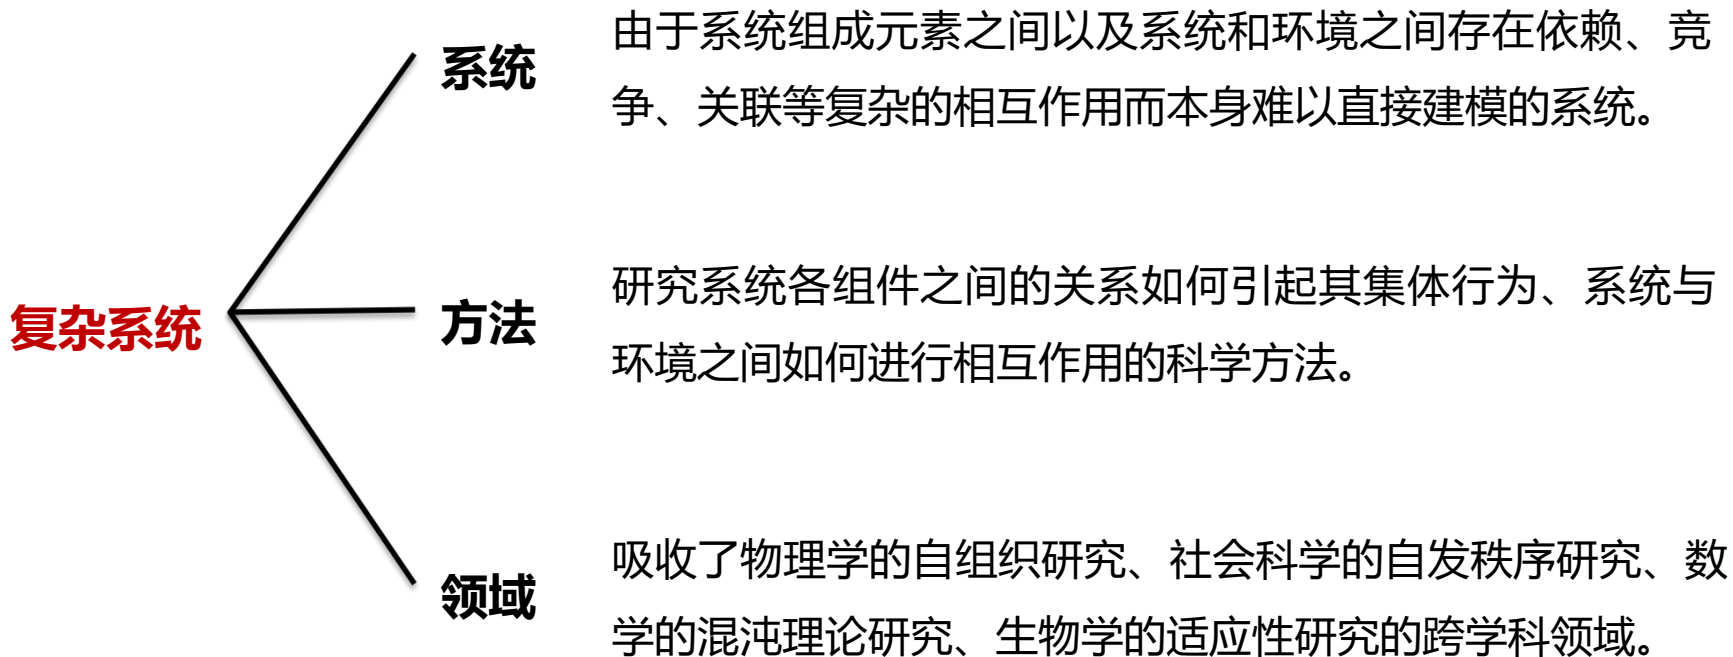 系统
由于系统组成元素之间以及系统和环境之间存在依赖、竞
争、关联等复杂的相互作用而本身难以直接建模的系统。
复杂系统
方法
研究系统各组件之间的关系如何引起其集体行为、系统与
环境之间如何进行相互作用的科学方法。
领域
吸收了物理学的自组织研究、社会科学的自发秩序研究、数
学的混沌理论研究、生物学的适应性研究的跨学科领域。